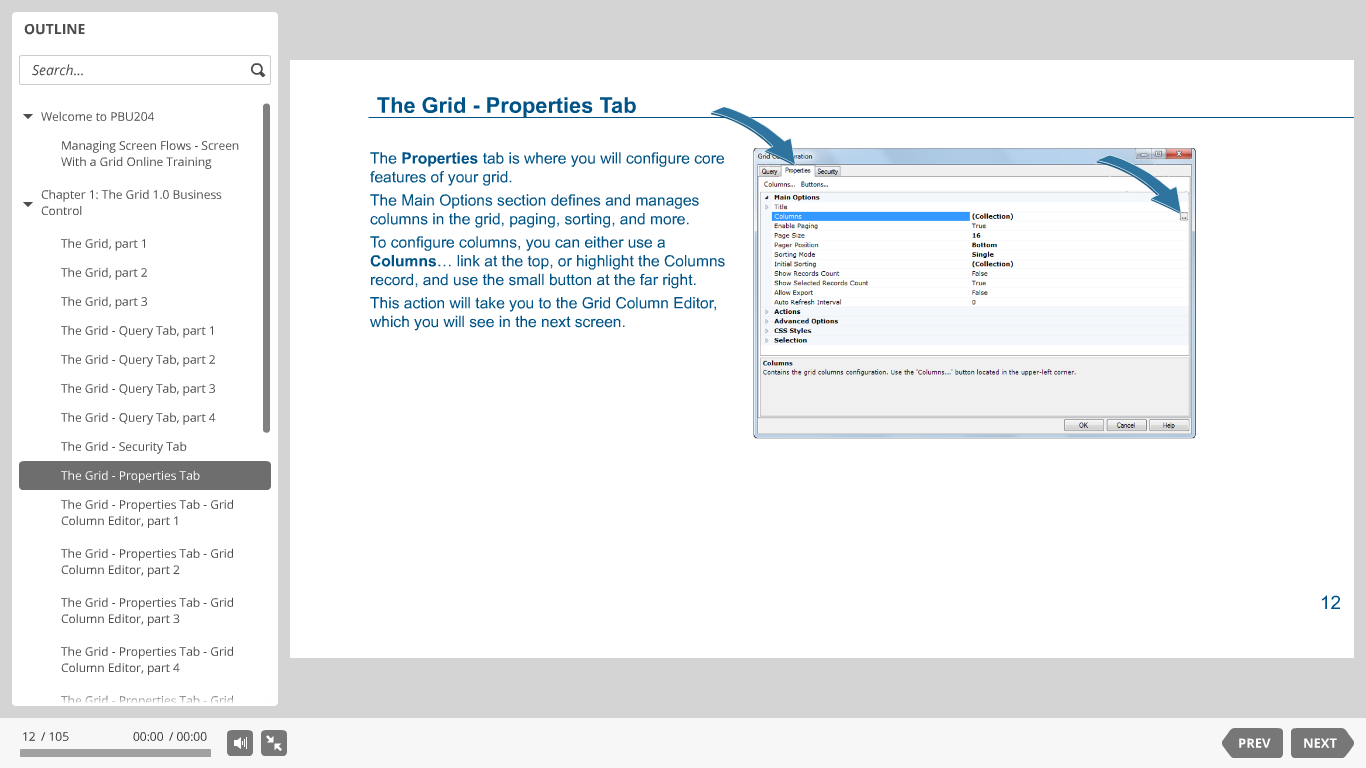 OUTLINE
Search...
Welcome to PBU204
Managing Screen Flows - Screen
With a Grid Online Training
Chapter 1: The Grid 1.0 Business
Control
The Grid, part 1
The Grid, part 2
The Grid, part 3
The Grid - Query Tab, part 1
The Grid - Query Tab, part 2
The Grid - Query Tab, part 3
The Grid - Query Tab, part 4
The Grid - Security Tab
The Grid - Properties Tab
The Grid - Properties Tab - Grid
Column Editor, part 1
The Grid - Properties Tab - Grid
Column Editor, part 2
The Grid - Properties Tab - Grid
Column Editor, part 3
The Grid - Properties Tab - Grid
Column Editor, part 4
The Grid - Properties Tab - Grid
The Grid - Properties Tab
The Properties tab is where you will configure core
features of your grid.
The Main Options section defines and manages
columns in the grid, paging, sorting, and more.
To configure columns, you can either use a
Columns… link at the top, or highlight the Columns
record, and use the small button at the far right.
This action will take you to the Grid Column Editor,
which you will see in the next screen.
Query Properties Security
Columns... Buttons...
Main Options
Title
Columns (Collection)
Enable Paging True
Page Size 16
Pager Position Bottom
Sorting Mode Single
Initial Sorting (Collection)
Show Records Count False
Show Selected Records Count True
Allow Export False
Auto Refresh Interval 0
Actions
Advanced Options
CSS Styles
Selection
Columns
Contains the grid columns configuration. Use the 'Columns...' button located in the upper-left corner.
OK Cancel Help
12
12 / 105 00:00 / 00:00
PREV NEXT